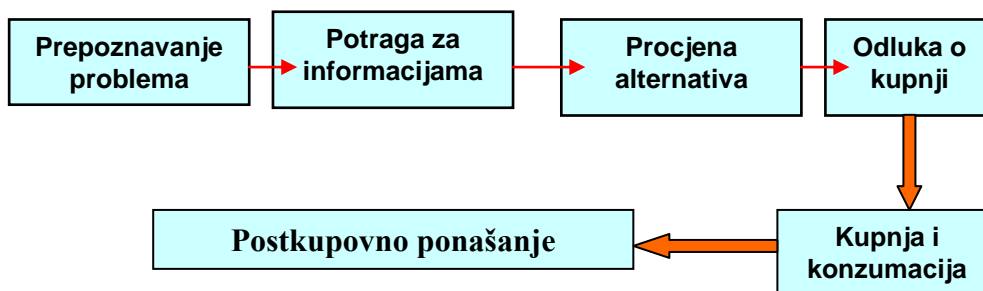 Prepoznavanje
problema
Potraga za
informacijama
Procjena
alternativa
Odluka o
kupnji
Kupnja i
konzumacija
Postkupovno ponašanje